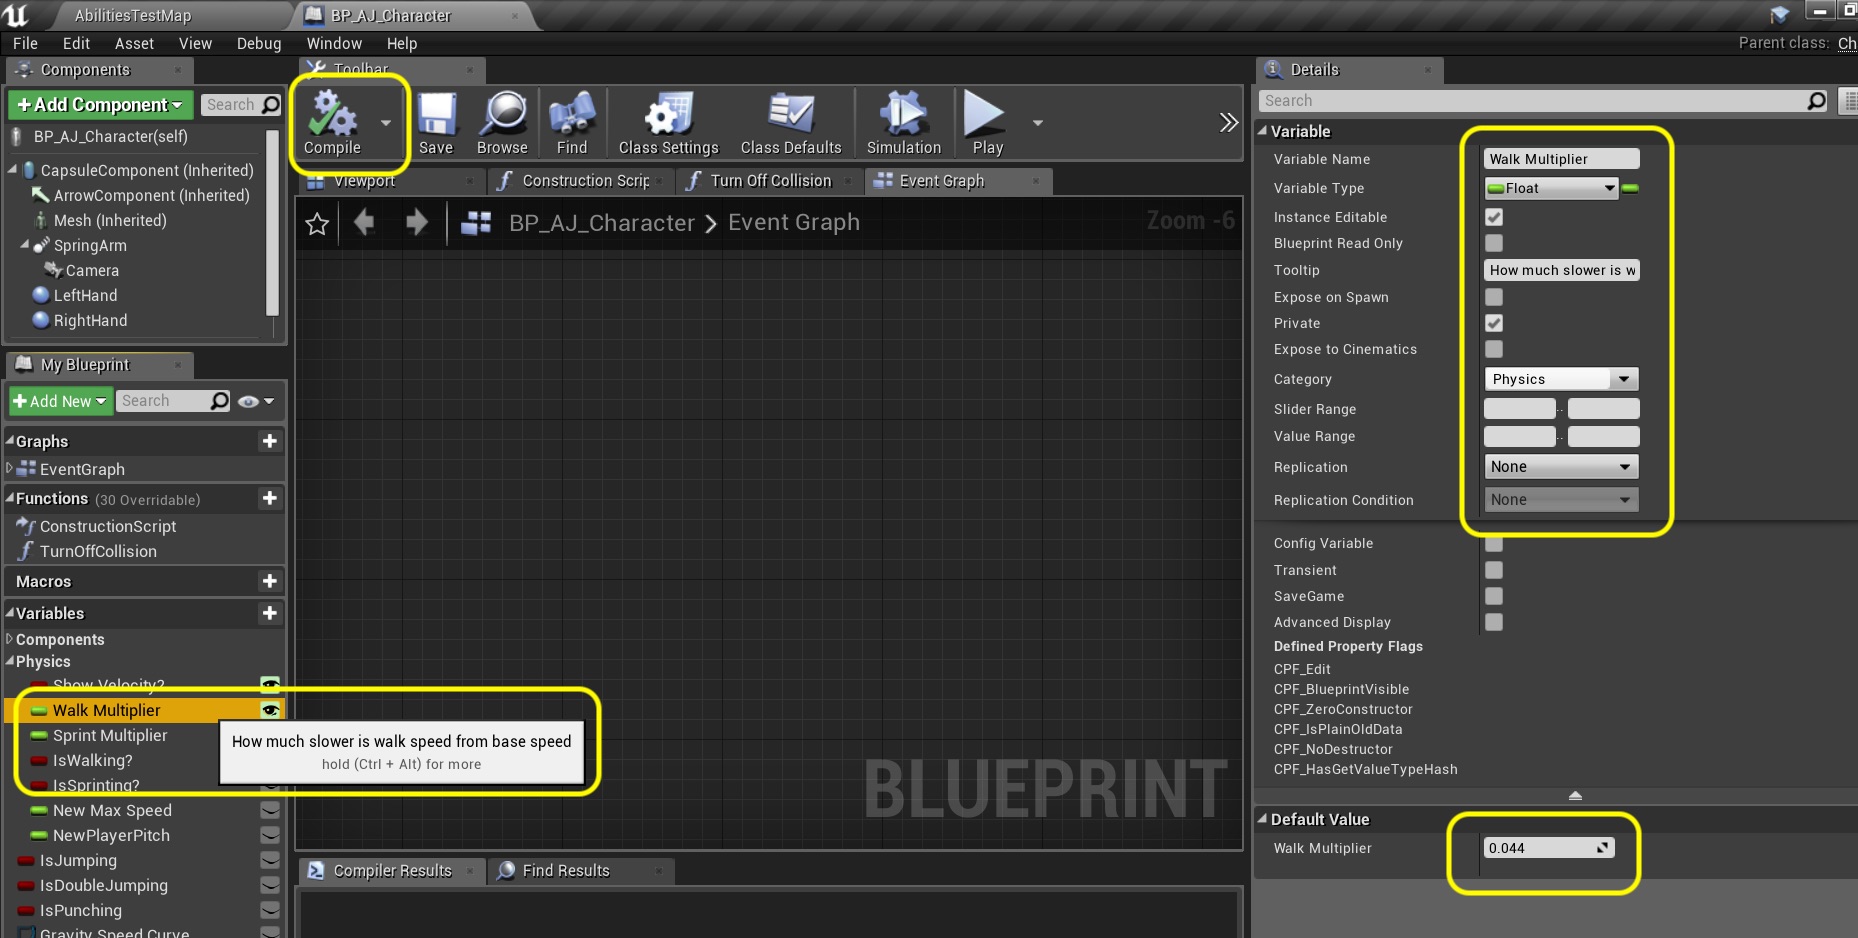 AbilitiesTestMap
BP_AJ_Character
File Edit Asset View Debug Window Help
Parent class: Ch
Components
Add Component
Search
BP_AJ_Character(self)
CapsuleComponent (Inherited)
ArrowComponent (Inherited)
Mesh (Inherited)
SpringArm
Camera
LeftHand
RightHand
My Blueprint
Add New
Search
Graphs
EventGraph
Functions (30 Overridable)
ConstructionScript
TurnOffCollision
Macros
Variables
Components
Physics
Show Velocity?
Walk Multiplier
Sprint Multiplier
IsWalking?
IsSprinting?
New Max Speed
NewPlayerPitch
IsJumping
IsDoubleJumping
IsPunching
Gravity Speed Curve
How much slower is walk speed from base speed
hold (Ctrl + Alt) for more
Toolbar
Compile Save Browse Find Class Settings Class Defaults Simulation Play
Viewport Construction Scrip Turn Off Collision Event Graph
BP_AJ_Character > Event Graph
Zoom -6
BLUEPRINT
Compiler Results Find Results
Details
Search
Variable
Variable Name Walk Multiplier
Variable Type Float
Instance Editable
Blueprint Read Only
Tooltip How much slower is w
Expose on Spawn
Private
Expose to Cinematics
Category Physics
Slider Range ..
Value Range ..
Replication None
Replication Condition None
Config Variable
Transient
SaveGame
Advanced Display
Defined Property Flags
CPF_Edit
CPF_BlueprintVisible
CPF_ZeroConstructor
CPF_IsPlainOldData
CPF_NoDestructor
CPF_HasGetValueTypeHash
Default Value
Walk Multiplier 0.044